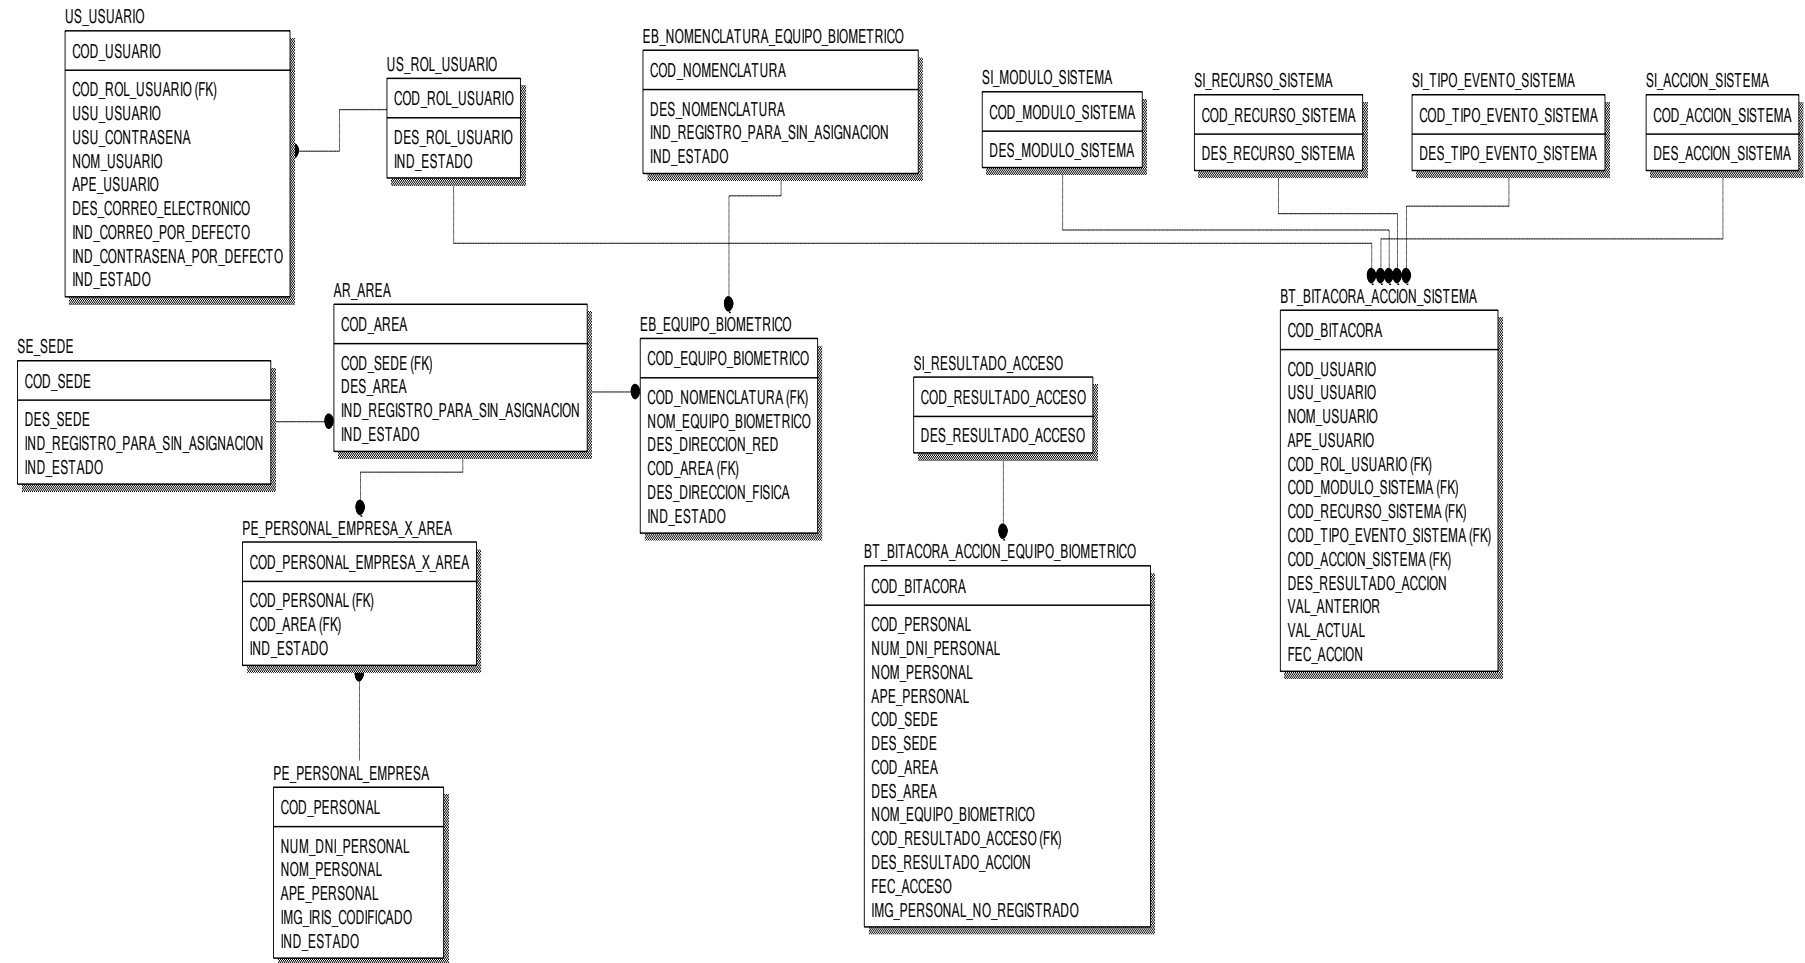 US_USUARIO
COD_USUARIO
COD_ROL_USUARIO (FK)
USU_USUARIO
USU_CONTRASENA
NOM_USUARIO
APE_USUARIO
DES_CORREO_ELECTRONICO
IND_CORREO_POR_DEFECTO
IND_CONTRASENA_POR_DEFECTO
IND_ESTADO
US_ROL_USUARIO
COD_ROL_USUARIO
DES_ROL_USUARIO
IND_ESTADO
EB_NOMENCLATURA_EQUIPO_BIOMETRICO
COD_NOMENCLATURA
DES_NOMENCLATURA
IND_REGISTRO_PARA_SIN_ASIGNACION
IND_ESTADO
SI_MODULO_SISTEMA
COD_MODULO_SISTEMA
DES_MODULO_SISTEMA
SI_RECURSO_SISTEMA
COD_RECURSO_SISTEMA
DES_RECURSO_SISTEMA
SI_TIPO_EVENTO_SISTEMA
COD_TIPO_EVENTO_SISTEMA
DES_TIPO_EVENTO_SISTEMA
SI_ACCION_SISTEMA
COD_ACCION_SISTEMA
DES_ACCION_SISTEMA
SE_SEDE
COD_SEDE
DES_SEDE
IND_REGISTRO_PARA_SIN_ASIGNACION
IND_ESTADO
AR_AREA
COD_AREA
COD_SEDE (FK)
DES_AREA
IND_REGISTRO_PARA_SIN_ASIGNACION
IND_ESTADO
EB_EQUIPO_BIOMETRICO
COD_EQUIPO_BIOMETRICO
COD_NOMENCLATURA (FK)
NOM_EQUIPO_BIOMETRICO
DES_DIRECCION_RED
COD_AREA (FK)
DES_DIRECCION_FISICA
IND_ESTADO
SI_RESULTADO_ACCESO
COD_RESULTADO_ACCESO
DES_RESULTADO_ACCESO
BT_BITACORA_ACCION_SISTEMA
COD_BITACORA
COD_USUARIO
USU_USUARIO
NOM_USUARIO
APE_USUARIO
COD_ROL_USUARIO (FK)
COD_MODULO_SISTEMA (FK)
COD_RECURSO_SISTEMA (FK)
COD_TIPO_EVENTO_SISTEMA (FK)
COD_ACCION_SISTEMA (FK)
DES_RESULTADO_ACCION
VAL_ANTERIOR
VAL_ACTUAL
FEC_ACCION
PE_PERSONAL_EMPRESA_X_AREA
COD_PERSONAL_EMPRESA_X_AREA
COD_PERSONAL (FK)
COD_AREA (FK)
IND_ESTADO
BT_BITACORA_ACCION_EQUIPO_BIOMETRICO
COD_BITACORA
COD_PERSONAL
NUM_DNI_PERSONAL
NOM_PERSONAL
APE_PERSONAL
COD_SEDE
DES_SEDE
COD_AREA
DES_AREA
NOM_EQUIPO_BIOMETRICO
COD_RESULTADO_ACCESO (FK)
DES_RESULTADO_ACCION
FEC_ACCESO
IMG_PERSONAL_NO_REGISTRADO
PE_PERSONAL_EMPRESA
COD_PERSONAL
NUM_DNI_PERSONAL
NOM_PERSONAL
APE_PERSONAL
IMG_IRIS_CODIFICADO
IND_ESTADO